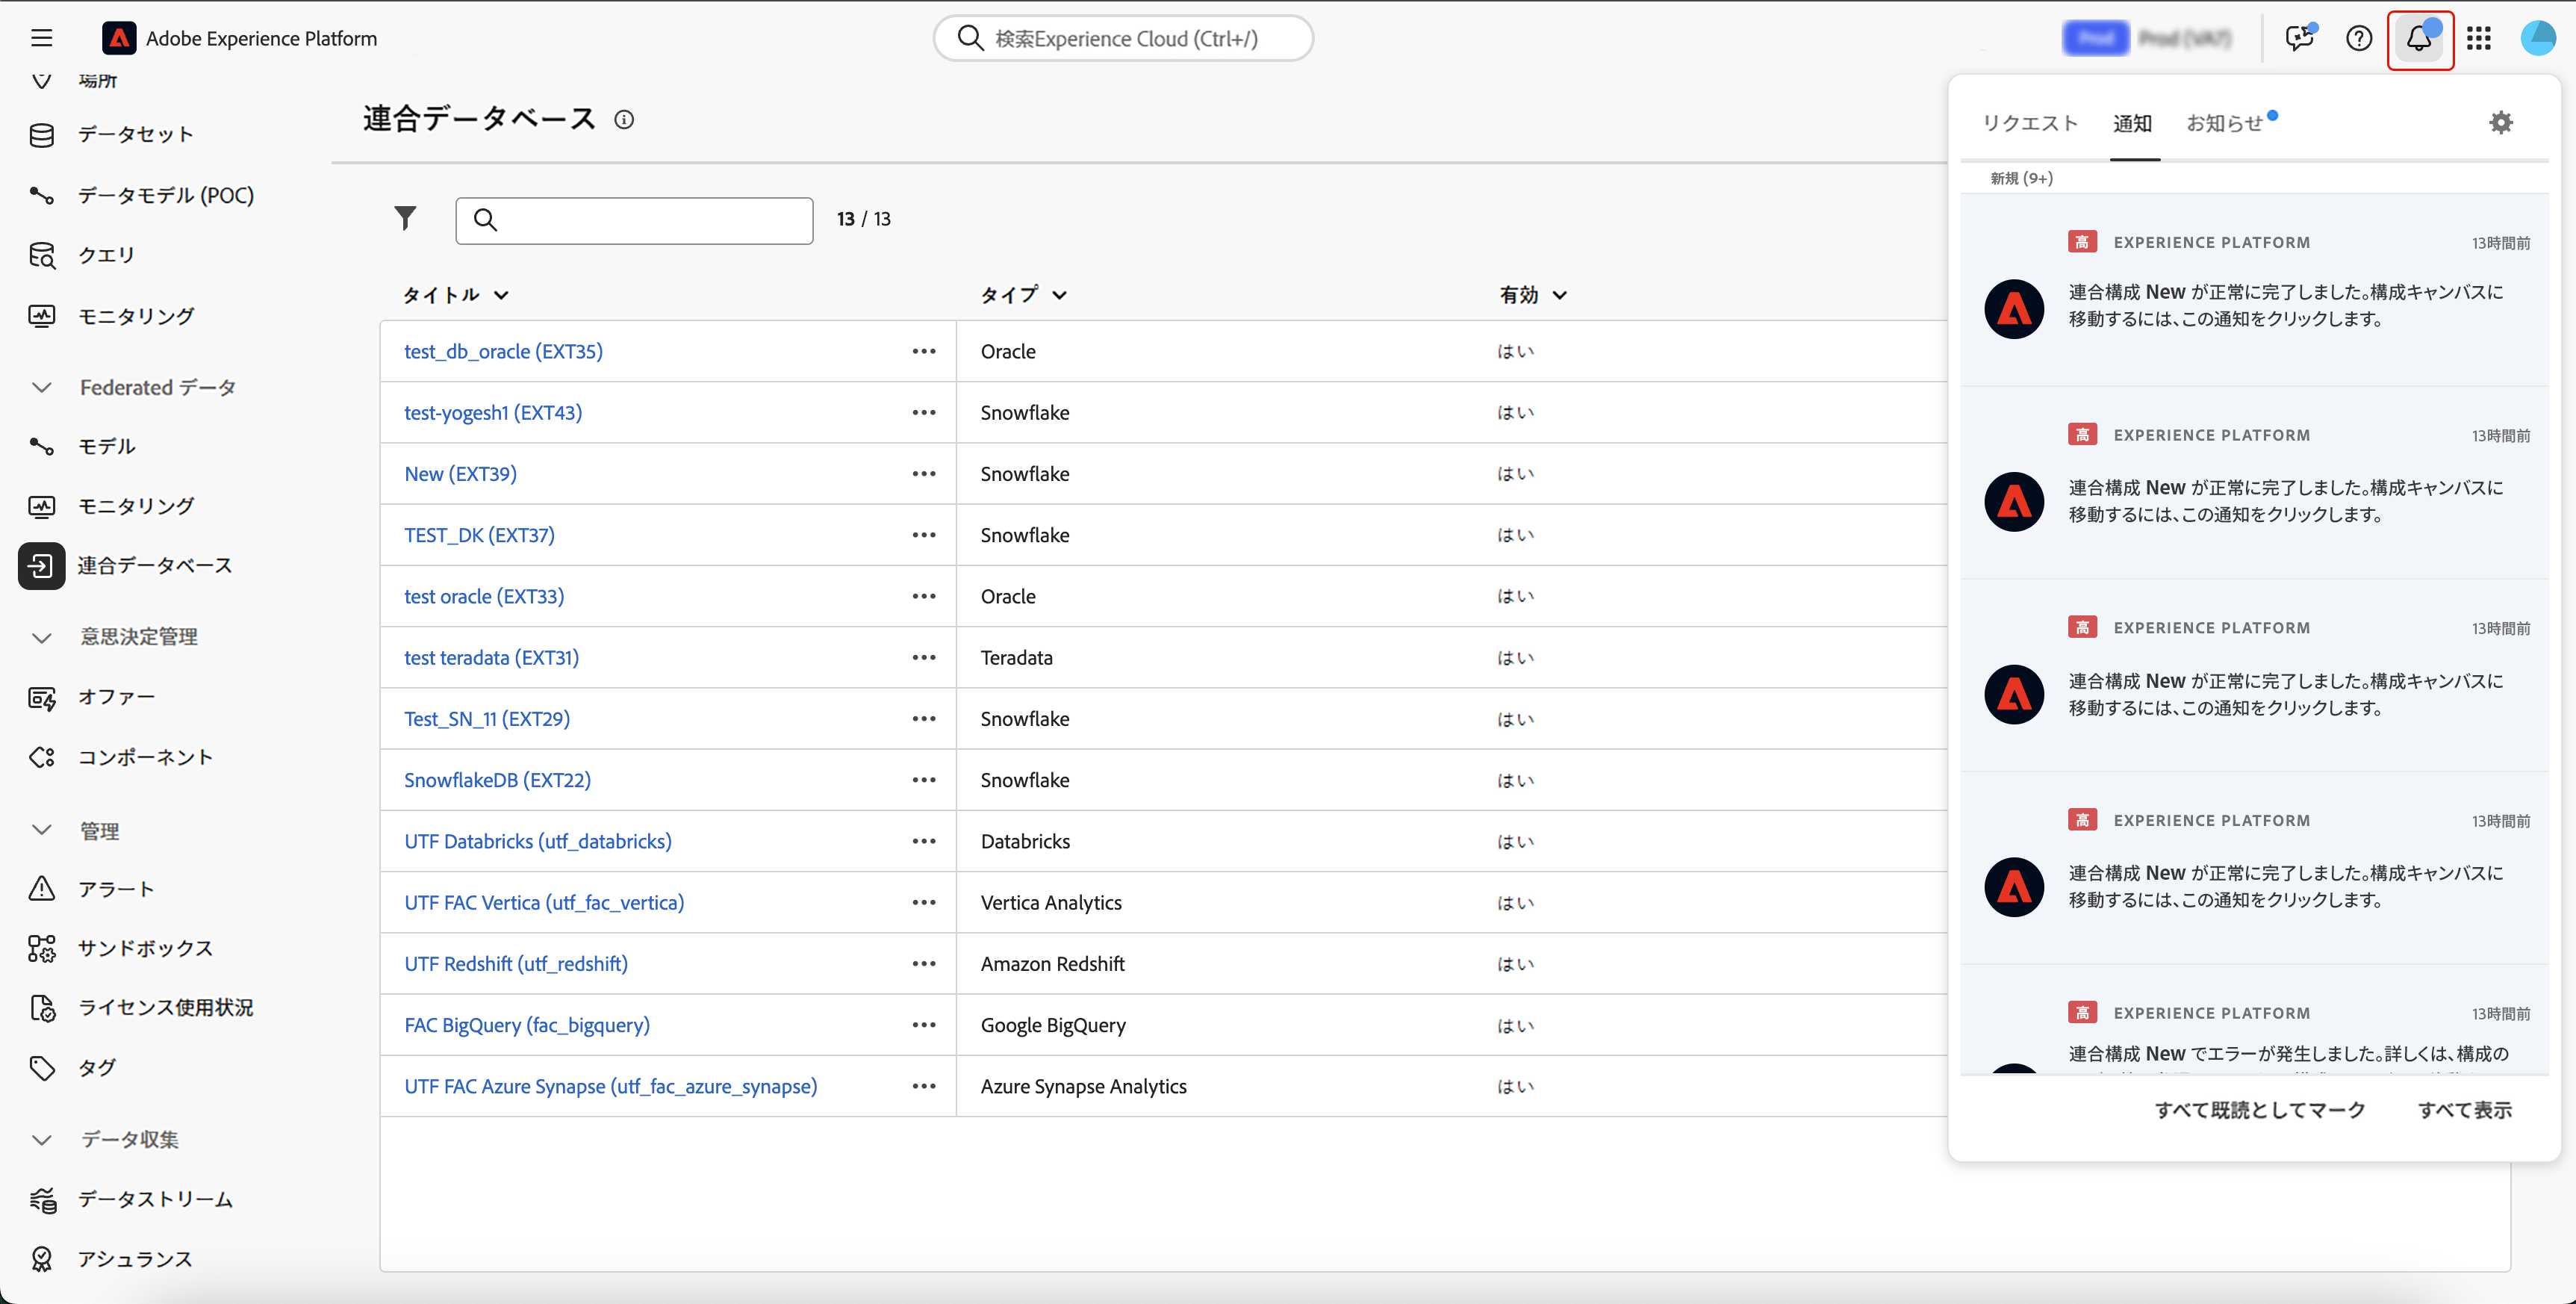 Adobe Experience Platform
検索Experience Cloud (Ctrl+/)
Prod
Prod (VA7)
場所
データセット
データモデル (POC)
クエリ
モニタリング
Federated データ
モデル
モニタリング
連合データベース
意思決定管理
オファー
コンポーネント
管理
アラート
サンドボックス
ライセンス使用状況
タグ
データ収集
データストリーム
アシュランス
連合データベース
13 / 13
タイトル タイプ 有効
test_db_oracle (EXT35) Oracle はい
test-yogesh1 (EXT43) Snowflake はい
New (EXT39) Snowflake はい
TEST_DK (EXT37) Snowflake はい
test oracle (EXT33) Oracle はい
test teradata (EXT31) Teradata はい
Test_SN_11 (EXT29) Snowflake はい
SnowflakeDB (EXT22) Snowflake はい
UTF Databricks (utf_databricks) Databricks はい
UTF FAC Vertica (utf_fac_vertica) Vertica Analytics はい
UTF Redshift (utf_redshift) Amazon Redshift はい
FAC BigQuery (fac_bigquery) Google BigQuery はい
UTF FAC Azure Synapse (utf_fac_azure_synapse) Azure Synapse Analytics はい
リクエスト 通知 お知らせ
新規 (9+)
高 EXPERIENCE PLATFORM 13時間前
連合構成 New が正常に完了しました。構成キャンバスに
移動するには、この通知をクリックします。
高 EXPERIENCE PLATFORM 13時間前
連合構成 New が正常に完了しました。構成キャンバスに
移動するには、この通知をクリックします。
高 EXPERIENCE PLATFORM 13時間前
連合構成 New が正常に完了しました。構成キャンバスに
移動するには、この通知をクリックします。
高 EXPERIENCE PLATFORM 13時間前
連合構成 New が正常に完了しました。構成キャンバスに
移動するには、この通知をクリックします。
高 EXPERIENCE PLATFORM 13時間前
連合構成 New でエラーが発生しました。詳しくは、構成の
すべて既読としてマーク すべて表示